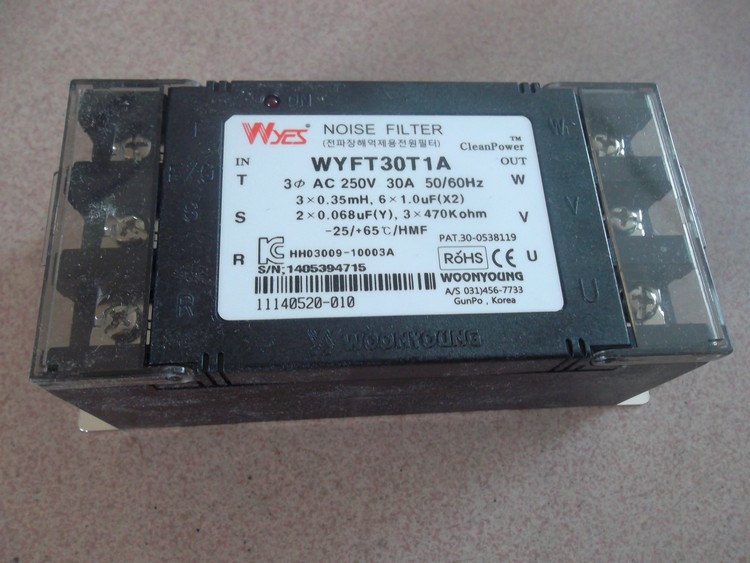 ON
Wyes NOISE FILTER
(전파장해억제용전원필터)
CleanPower™
IN WYFT30T1A OUT
T 3Φ AC 250V 30A 50/60Hz W
3×0.35mH, 6×1.0uF(X2)
S 2×0.068uF(Y), 3×470Kohm V
-25/+65℃/HMF
PAT.30-0538119
R HH03009-10003A RoHS CE U
S/N:1405394715
WOONYOUNG
A/S 031)456-7733
11140520-010
GunPo, Korea
WOONYOUNG
V
U